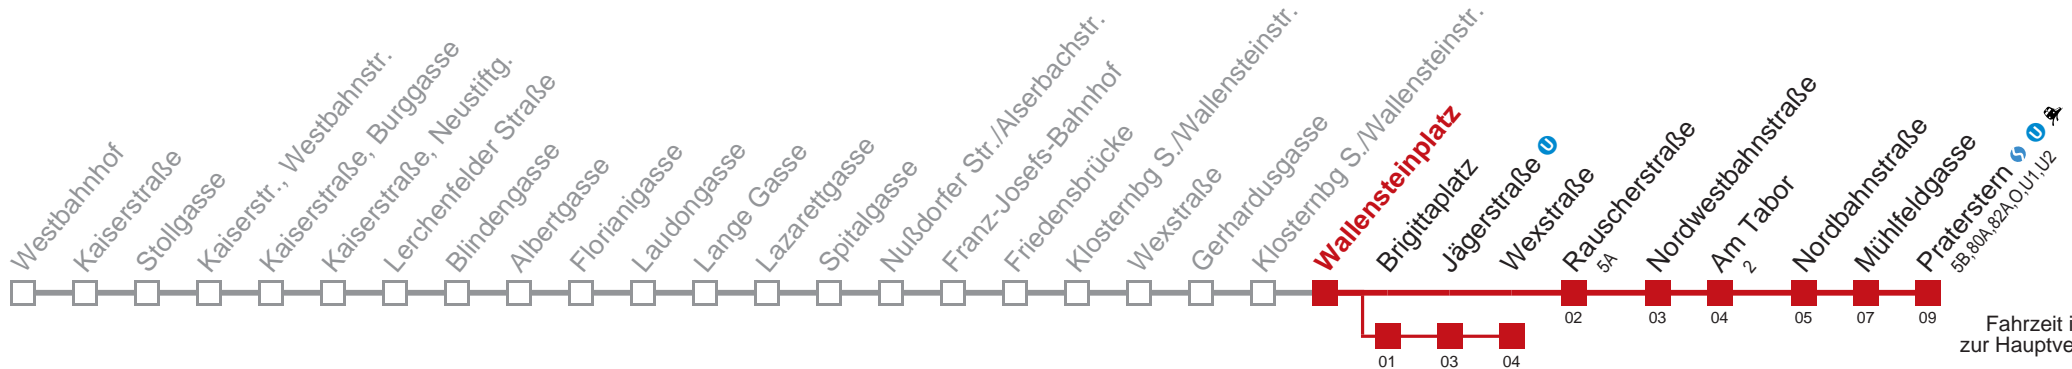 Westbahnhof
Kaiserstraße
Stollgasse
Kaiserstr., Westbahnstr.
Kaiserstraße, Burggasse
Kaiserstraße, Neustiftg.
Lerchenfelder Straße
Blindengasse
Albertgasse
Florianigasse
Laudongasse
Lange Gasse
Lazarettgasse
Spitalgasse
Nußdorfer Str./Alserbachstr.
Franz-Josefs-Bahnhof
Friedensbrücke
Klosternbg S./Wallensteinstr.
Wexstraße
Gerhardusgasse
Klosternbg S./Wallensteinstr.
Wallensteinplatz
Brigittaplatz
Jägerstraße U
Wexstraße
Rauscherstraße
5A
Nordwestbahnstraße
Am Tabor
2
Nordbahnstraße
Mühlfeldgasse
Praterstern S U
5B,80A,82A,O,U1,U2
02
03
04
05
07
09
01
03
04
Fahrzeit i
zur Hauptve